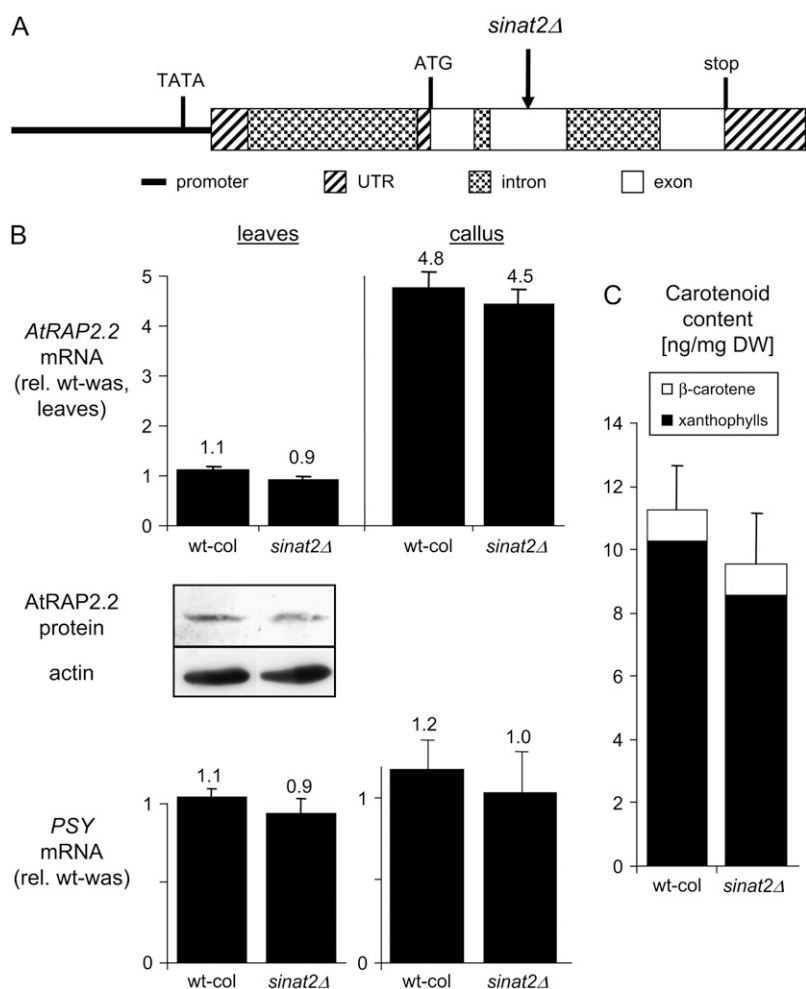 A
sinat2Δ
TATA
ATG
stop
promoter
UTR
intron
exon
B
leaves
callus
AtRAP2.2
mRNA
(rel. wt-was,
leaves)
5
4
3
2
1
0
1.1
0.9
4.8
4.5
wt-col
sinat2Δ
wt-col
sinat2Δ
AtRAP2.2
protein
actin
PSY
mRNA
(rel. wt-was)
1
0
1.1
0.9
1
0
1.2
1.0
wt-col
sinat2Δ
wt-col
sinat2Δ
C
Carotenoid
content
[ng/mg DW]
β-carotene
xanthophylls
14
12
10
8
6
4
2
0
wt-col
sinat2Δ